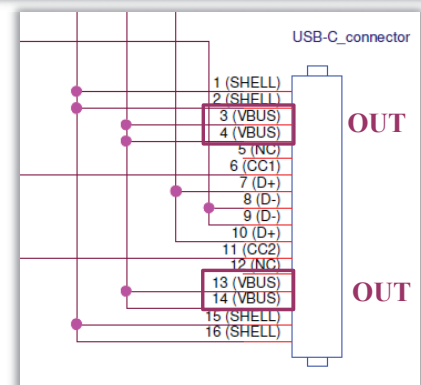 USB-C_connector
1 (SHELL)
2 (SHELL)
3 (VBUS)
OUT
4 (VBUS)
5 (NC)
6 (CC1)
7 (D+)
8 (D-)
9 (D-)
10 (D+)
11 (CC2)
12 (NC)
13 (VBUS)
OUT
14 (VBUS)
15 (SHELL)
16 (SHELL)